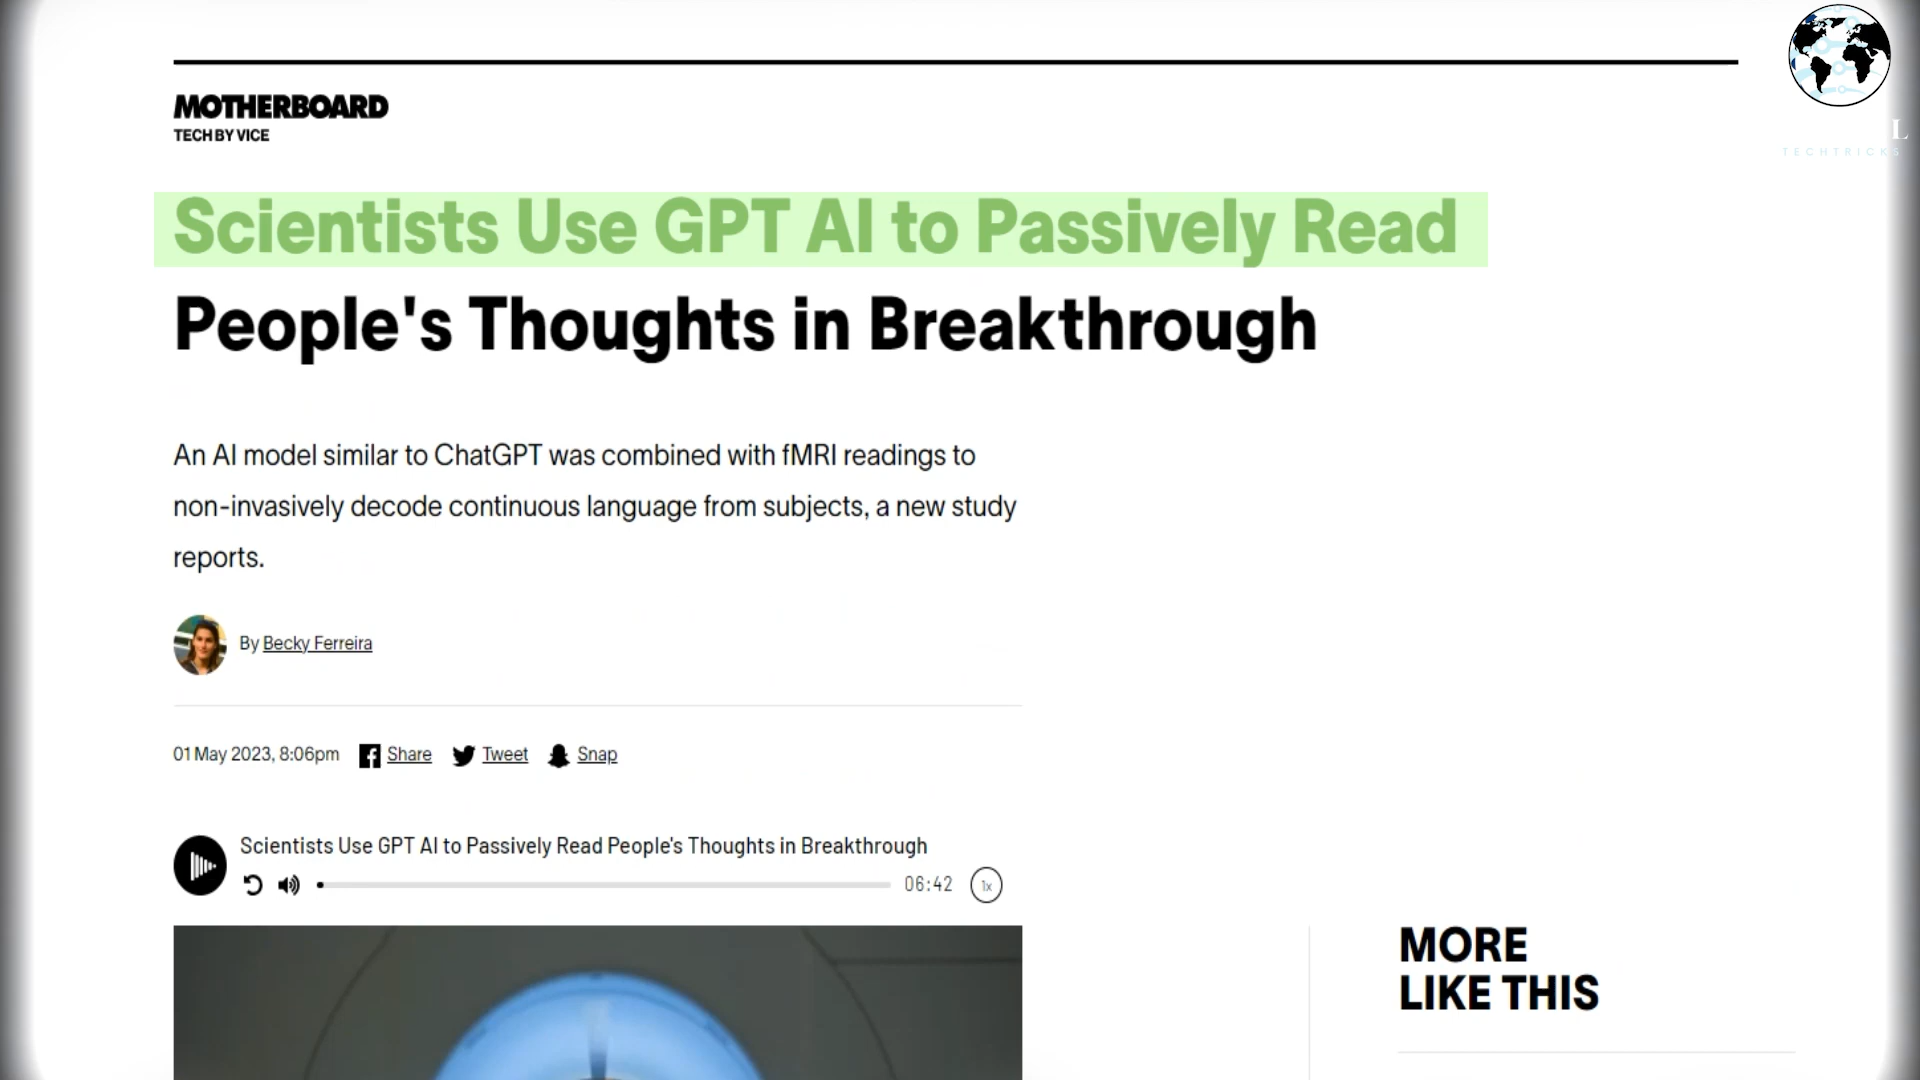 MOTHERBOARD
TECH BY VICE
L
TECHTRICKS
Scientists Use GPT AI to Passively Read
People's Thoughts in Breakthrough
An AI model similar to ChatGPT was combined with fMRI readings to
non-invasively decode continuous language from subjects, a new study
reports.
By Becky Ferreira
01 May 2023, 8:06pm Share Tweet Snap
Scientists Use GPT AI to Passively Read People's Thoughts in Breakthrough
06:42 1x
MORE
LIKE THIS